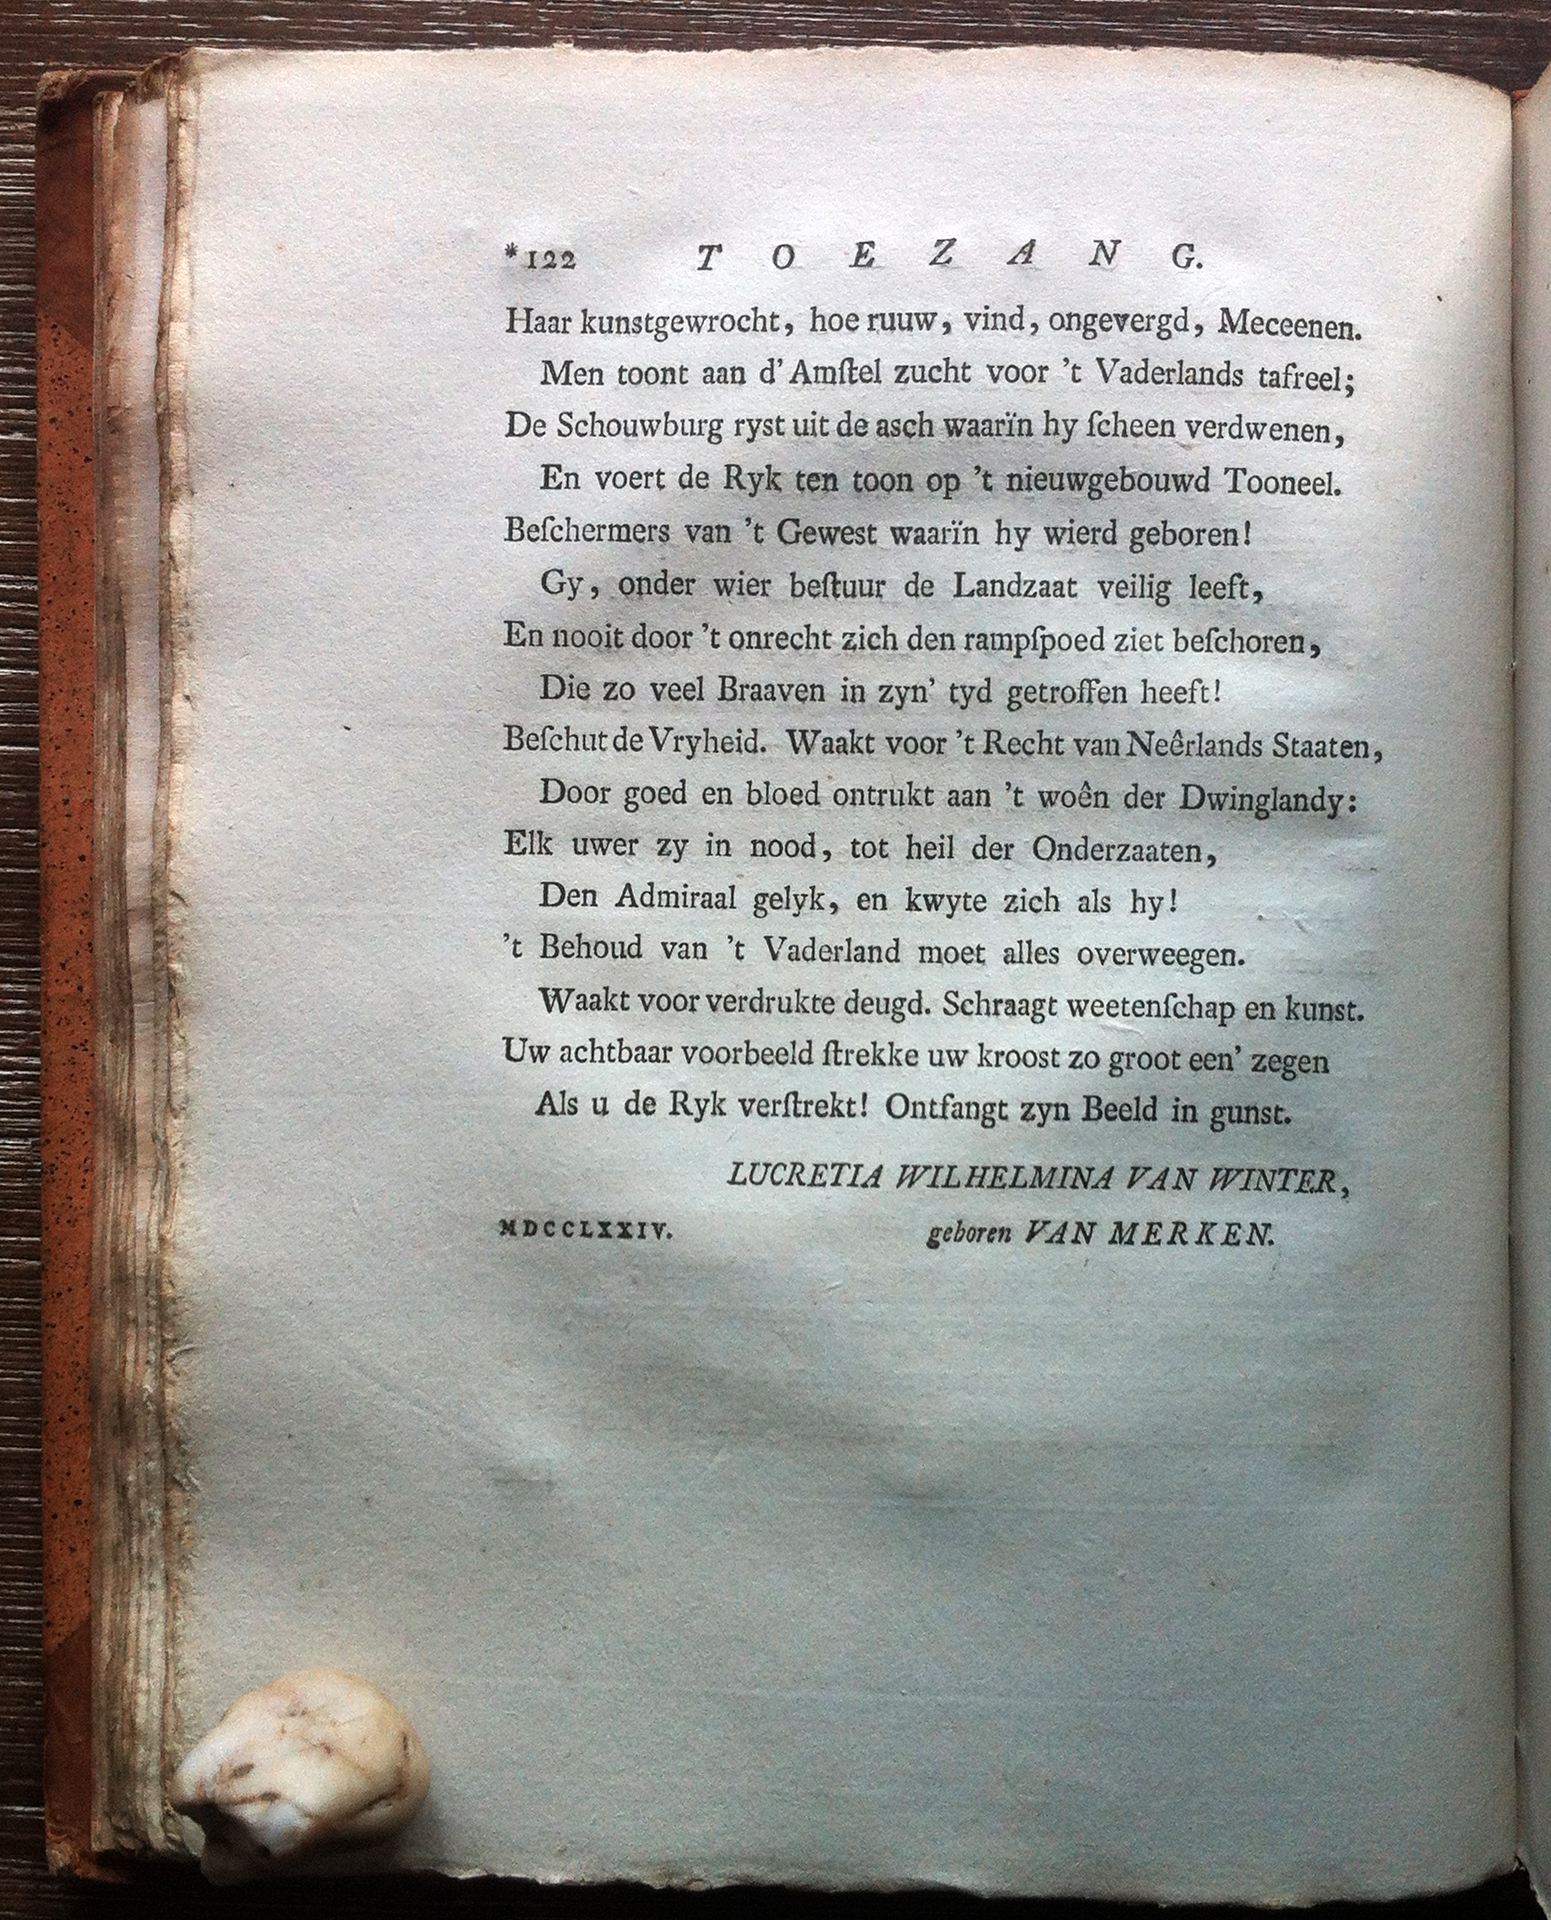 *122 TOEZANG.
Haar kunstgewrocht, hoe ruuw, vind, ongevergd, Meceenen.
Men toont aan d' Amſtel zucht voor 't Vaderlands tafreel;
De Schouwburg ryst uit de asch waarïn hy ſcheen verdwenen,
En voert de Ryk ten toon op 't nieuwgebouwd Tooneel.
Beſchermers van 't Gewest waarïn hy wierd geboren!
Gy, onder wier beſtuur de Landzaat veilig leeft,
En nooit door 't onrecht zich den rampſpoed ziet beſchoren,
Die zo veel Braaven in zyn' tyd getroffen heeft!
Beſchut de Vryheid. Waakt voor 't Recht van Neêrlands Staaten,
Door goed en bloed ontrukt aan 't woên der Dwinglandy:
Elk uwer zy in nood, tot heil der Onderzaaten,
Den Admiraal gelyk, en kwyte zich als hy!
't Behoud van 't Vaderland moet alles overweegen.
Waakt voor verdrukte deugd. Schraagt weetenſchap en kunst.
Uw achtbaar voorbeeld ſtrekke uw kroost zo groot een' zegen
Als u de Ryk verſtrekt! Ontfangt zyn Beeld in gunst.
LUCRETIA WILHELMINA VAN WINTER,
MDCCLXXIV. geboren VAN MERKEN.